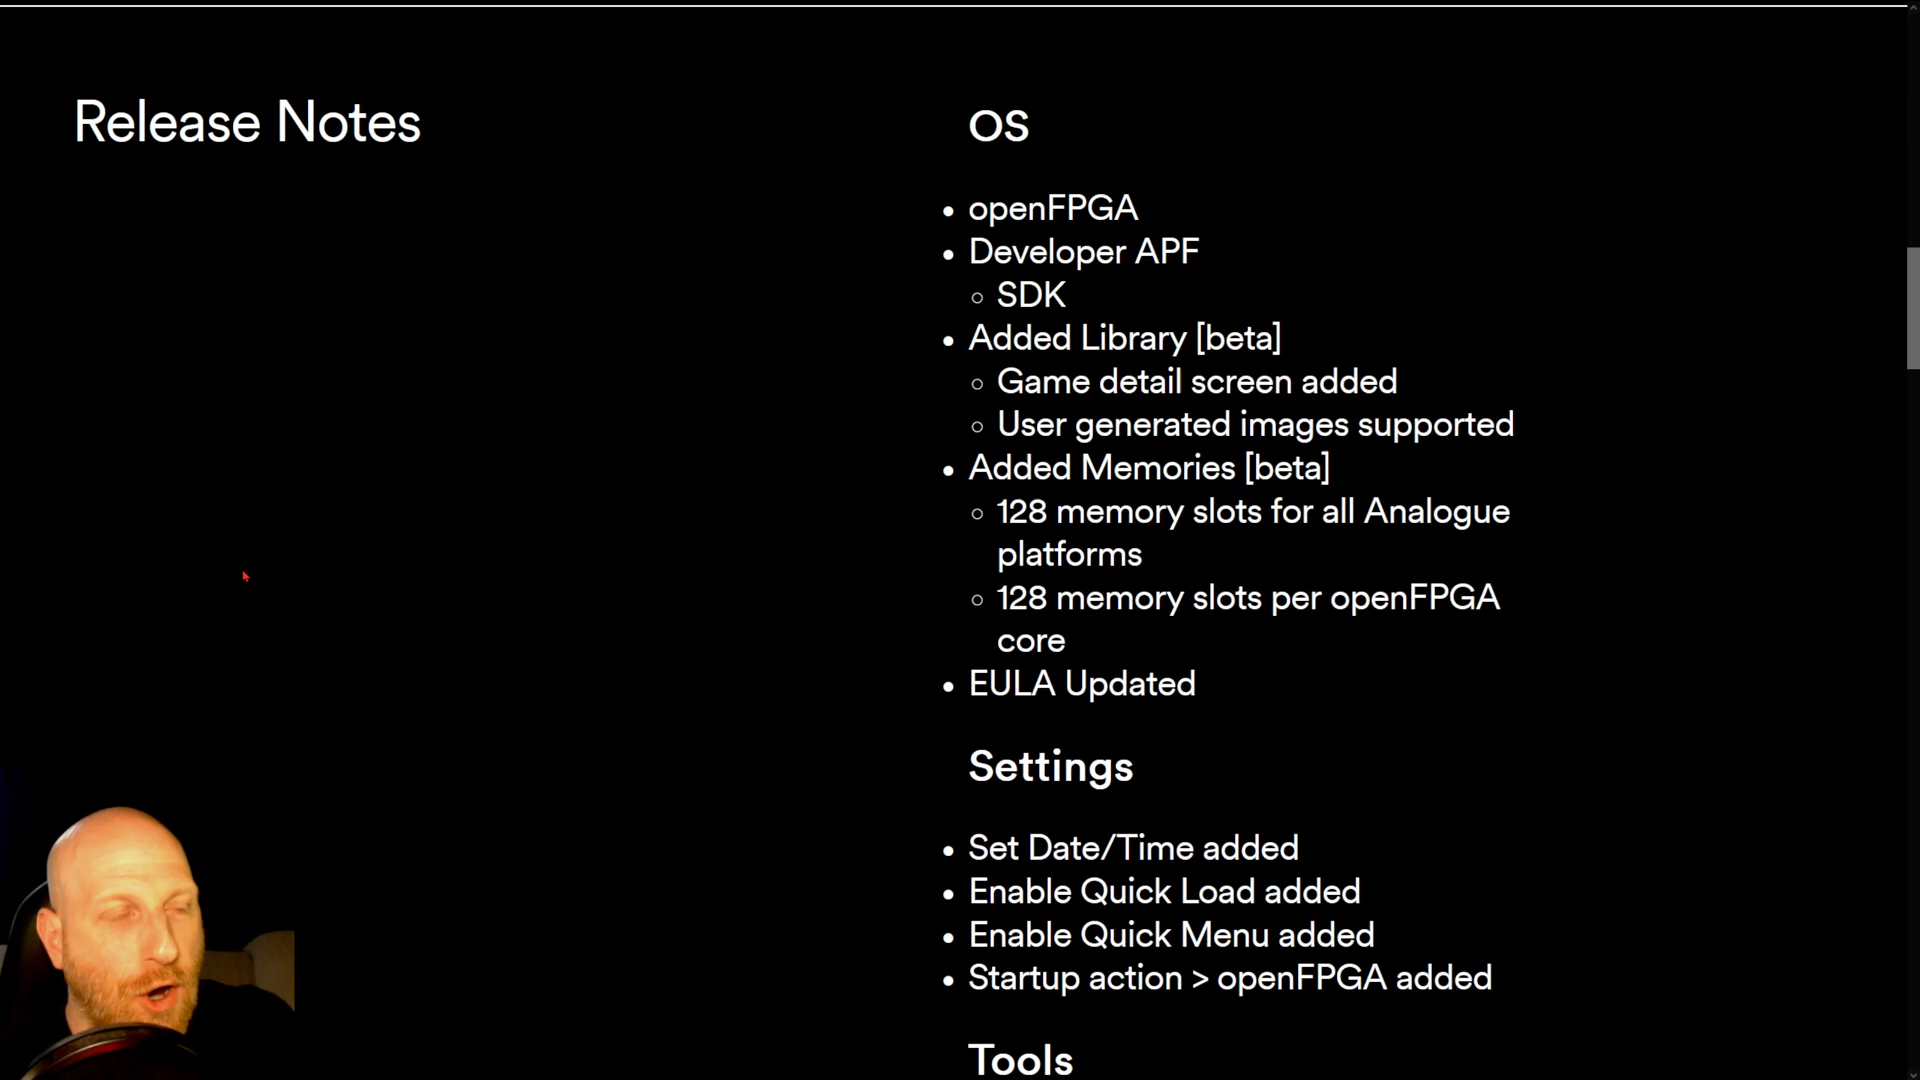 Release Notes
OS
openFPGA
Developer APF
SDK
Added Library [beta]
Game detail screen added
User generated images supported
Added Memories [beta]
128 memory slots for all Analogue
platforms
128 memory slots per openFPGA
core
EULA Updated
Settings
Set Date/Time added
Enable Quick Load added
Enable Quick Menu added
Startup action > openFPGA added
Tools